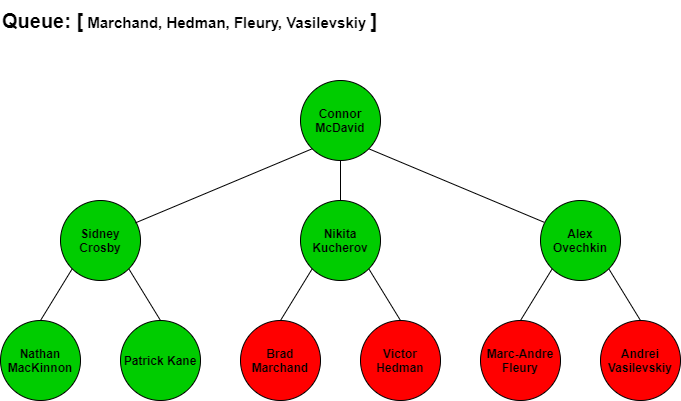 Queue: [ Marchand, Hedman, Fleury, Vasilevskiy ]
Connor
McDavid
Sidney
Crosby
Nikita
Kucherov
Alex
Ovechkin
Nathan
MacKinnon
Patrick Kane
Brad
Marchand
Victor
Hedman
Marc-Andre
Fleury
Andrei
Vasilevskiy